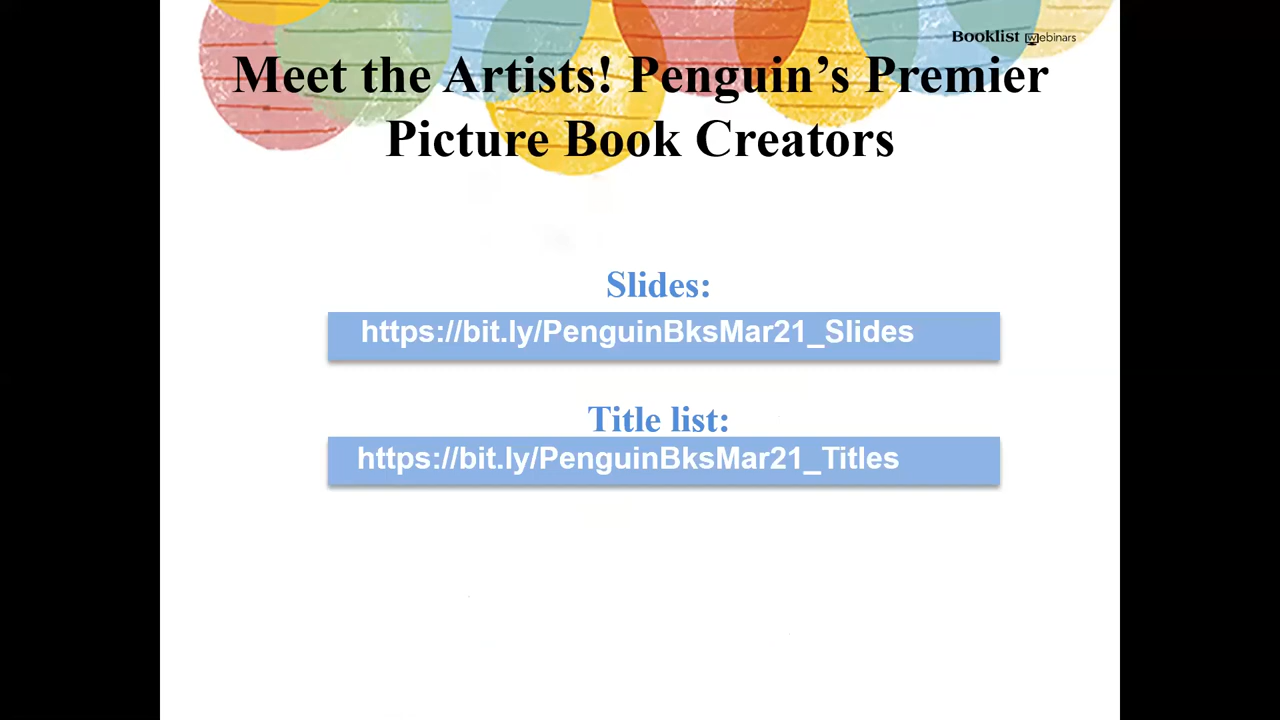 Booklist Webinars
Meet the Artists! Penguin’s Premier
Picture Book Creators
Slides:
https://bit.ly/PenguinBksMar21_Slides
Title list:
https://bit.ly/PenguinBksMar21_Titles